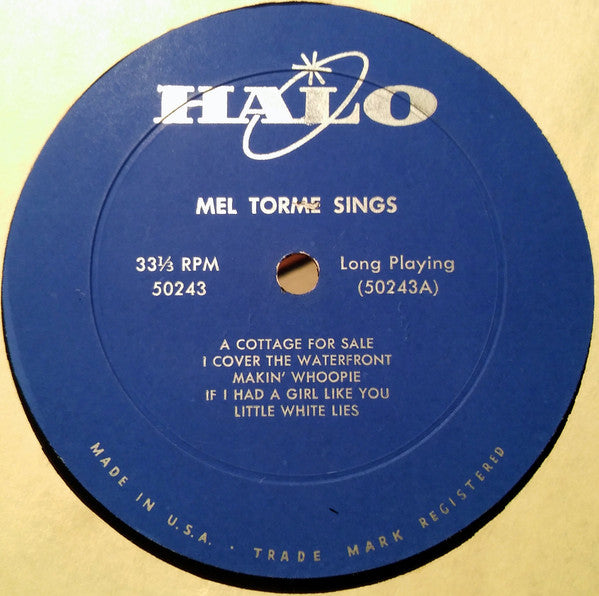 HALO
MEL TORME SINGS
33⅓ RPM
50243
Long Playing
(50243A)
A COTTAGE FOR SALE
I COVER THE WATERFRONT
MAKIN' WHOOPIE
IF I HAD A GIRL LIKE YOU
LITTLE WHITE LIES
MADE IN U.S.A. · TRADE MARK REGISTERED